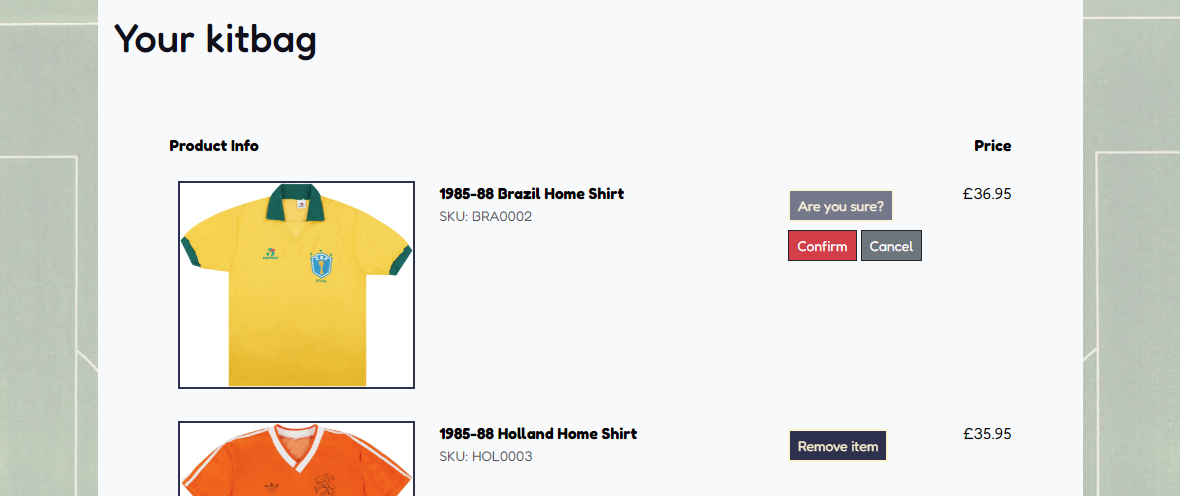 Your kitbag
Product Info
Price
1985-88 Brazil Home Shirt
SKU: BRA0002
Are you sure?
Confirm
Cancel
£36.95
1985-88 Holland Home Shirt
SKU: HOL0003
Remove item
£35.95